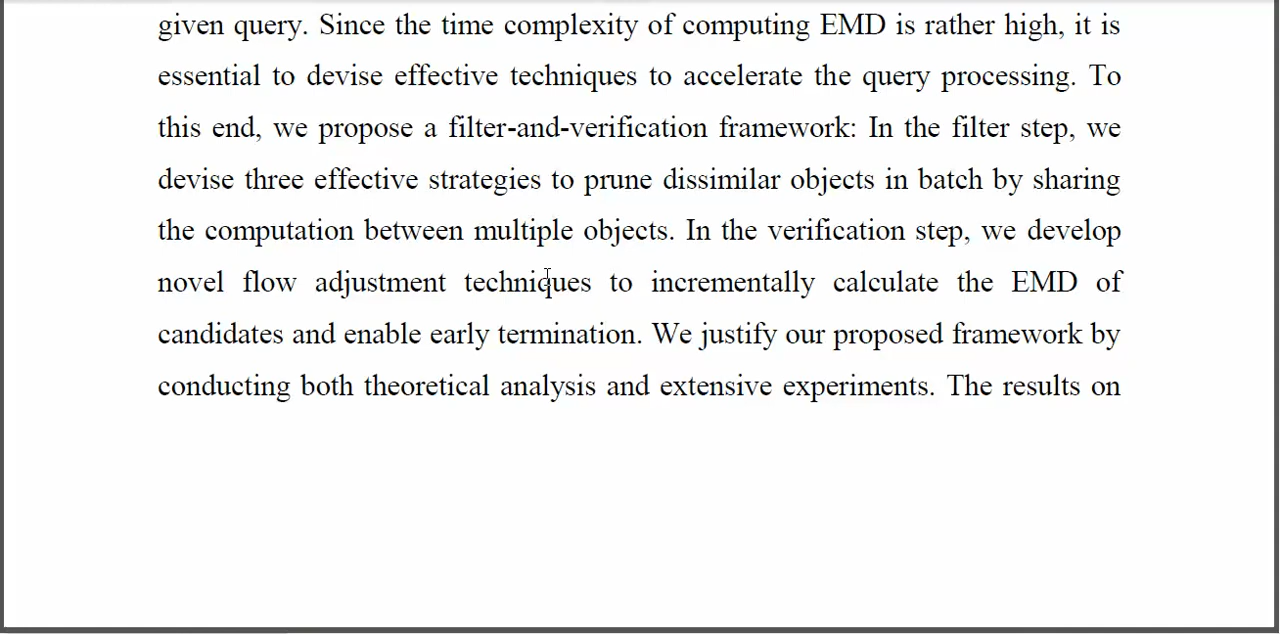 given query. Since the time complexity of computing EMD is rather high, it is
essential to devise effective techniques to accelerate the query processing. To
this end, we propose a filter-and-verification framework: In the filter step, we
devise three effective strategies to prune dissimilar objects in batch by sharing
the computation between multiple objects. In the verification step, we develop
novel flow adjustment techniques to incrementally calculate the EMD of
candidates and enable early termination. We justify our proposed framework by
conducting both theoretical analysis and extensive experiments. The results on